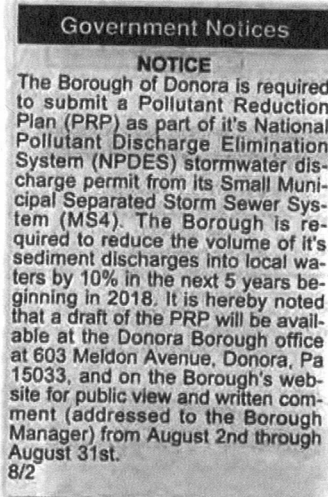 Government Notices
NOTICE
The Borough of Donora is required
to submit a Pollutant Reduction
Plan (PRP) as part of it's National
Pollutant Discharge Elimination
System (NPDES) stormwater dis-
charge permit from its Small Muni-
cipal Separated Storm Sewer Sys-
tem (MS4). The Borough is re-
quired to reduce the volume of it's
sediment discharges into local wa-
ters by 10% in the next 5 years be-
ginning in 2018. It is hereby noted
that a draft of the PRP will be avail-
able at the Donora Borough office
at 603 Meldon Avenue, Donora, Pa
15033, and on the Borough's web-
site for public view and written com-
ment (addressed to the Borough
Manager) from August 2nd through
August 31st.
8/2